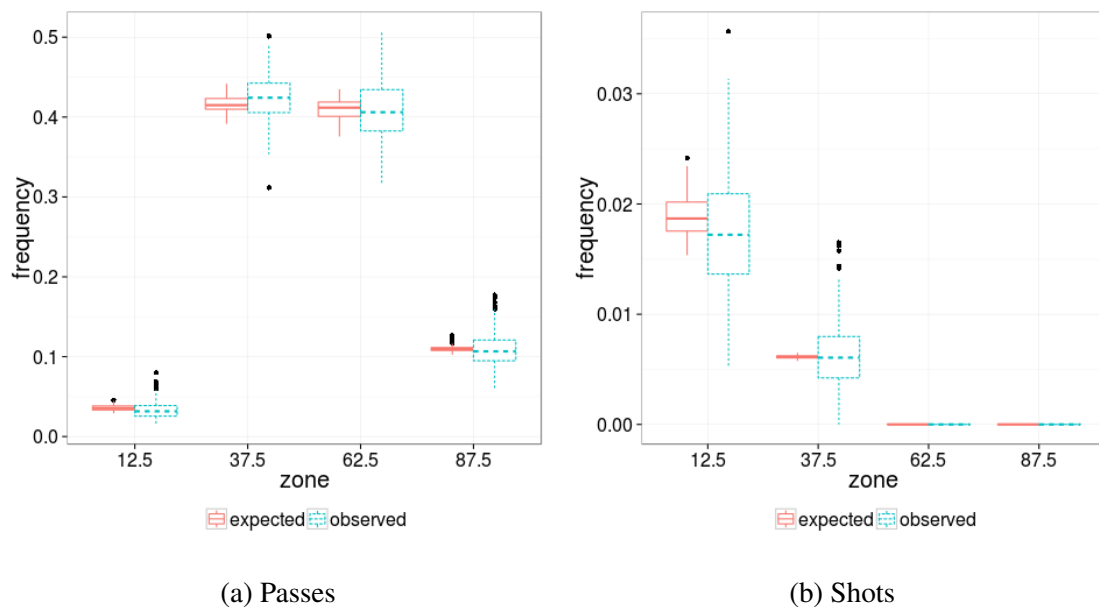 0.5
0.4
0.3
0.2
0.1
0.0
frequency
12.5 37.5 62.5 87.5
zone
expected observed
(a) Passes
0.03
0.02
0.01
0.00
frequency
12.5 37.5 62.5 87.5
zone
expected observed
(b) Shots